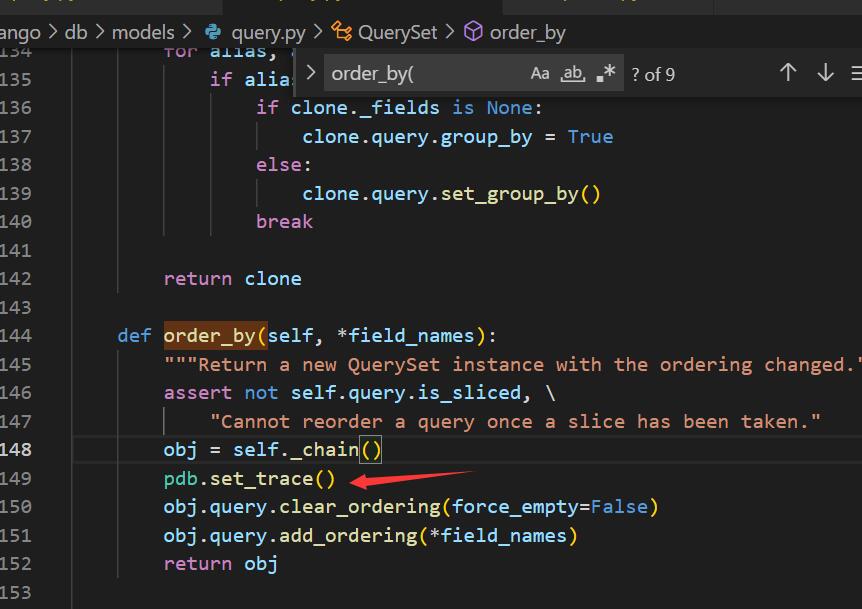 ango > db > models > query.py > QuerySet > order_by
order_by( Aa ab .* ? of 9
134 for alias,
135 if alia
136 if clone._fields is None:
137 clone.query.group_by = True
138 else:
139 clone.query.set_group_by()
140 break
141
142 return clone
143
144 def order_by(self, *field_names):
145 """Return a new QuerySet instance with the ordering changed."
146 assert not self.query.is_sliced, \
147 "Cannot reorder a query once a slice has been taken."
148 obj = self._chain()
149 pdb.set_trace()
150 obj.query.clear_ordering(force_empty=False)
151 obj.query.add_ordering(*field_names)
152 return obj
153